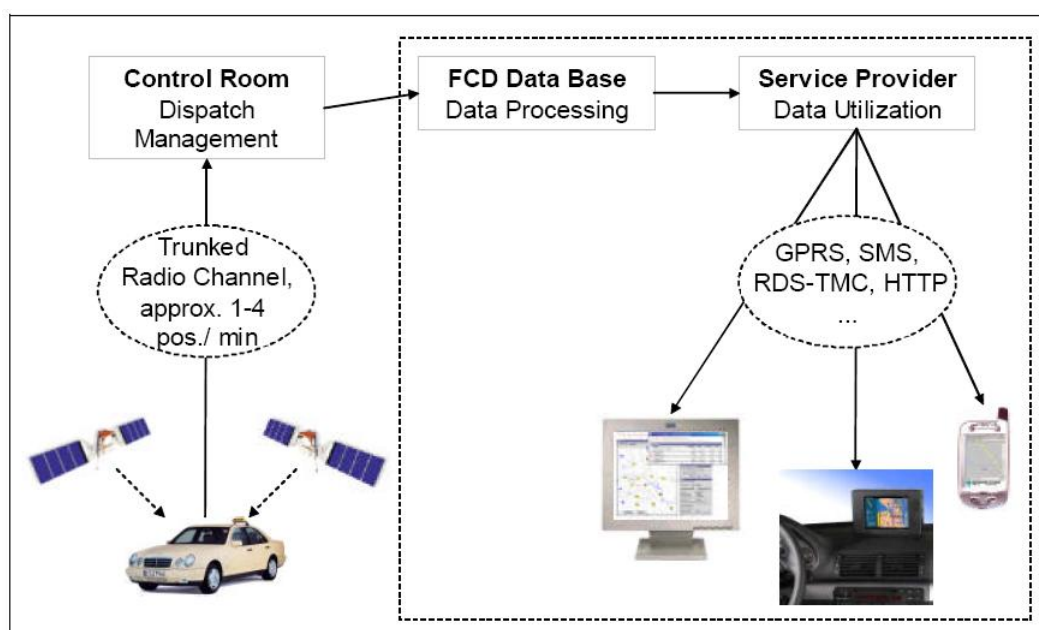 Control Room
Dispatch
Management
FCD Data Base
Data Processing
Service Provider
Data Utilization
Trunked
Radio Channel,
approx. 1-4
pos./ min
GPRS, SMS,
RDS-TMC, HTTP
...